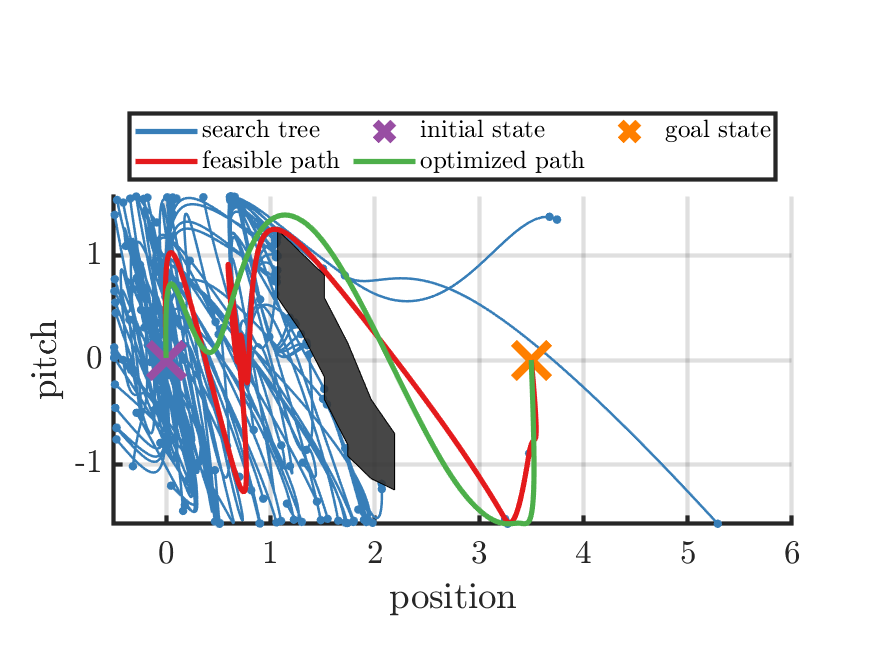 search tree initial state goal state
feasible path optimized path
1
0
-1
pitch
0 1 2 3 4 5 6
position